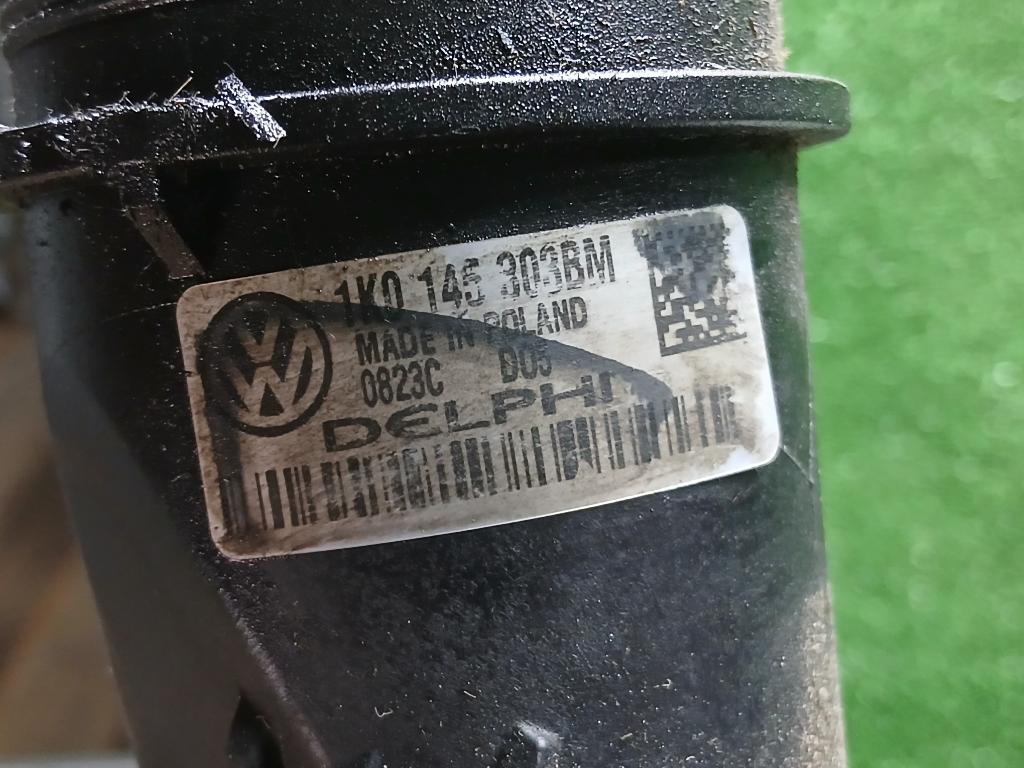 1K0 145 303BM
MADE IN POLAND
0823C D05
DELPHI